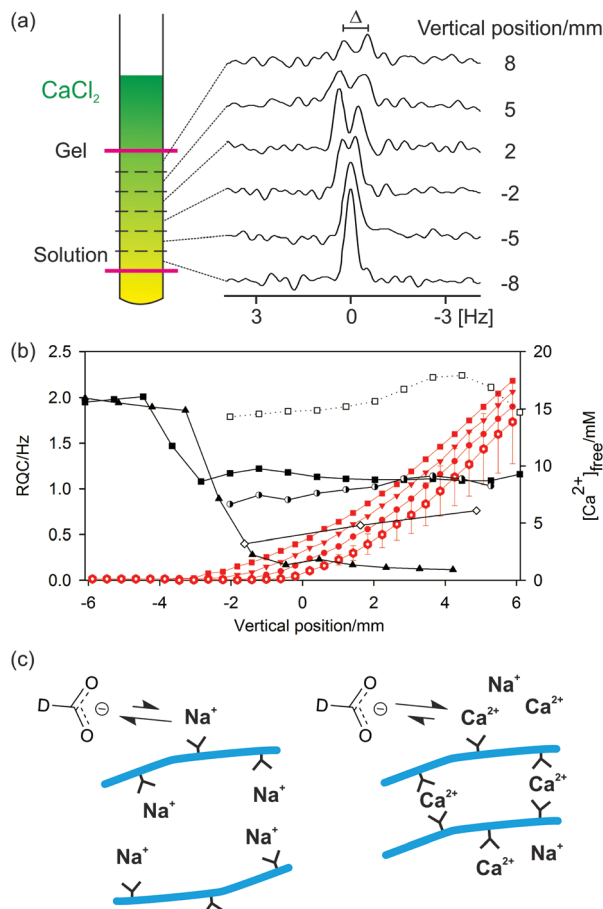 (a)
Δ
Vertical position/mm
CaCl₂
Gel
Solution
8
5
2
-2
-5
-8
3 0 -3 [Hz]
(b)
2.5
2.0
1.5
1.0
0.5
0.0
RQC/Hz
20
15
10
5
0
[Ca²⁺]free/mM
-6 -4 -2 0 2 4 6
Vertical position/mm
(c)
D O O ⊖
Na⁺
Na⁺
Na⁺
Na⁺
Na⁺
D O O ⊖
Na⁺
Ca²⁺
Ca²⁺
Ca²⁺
Ca²⁺
Ca²⁺
Na⁺